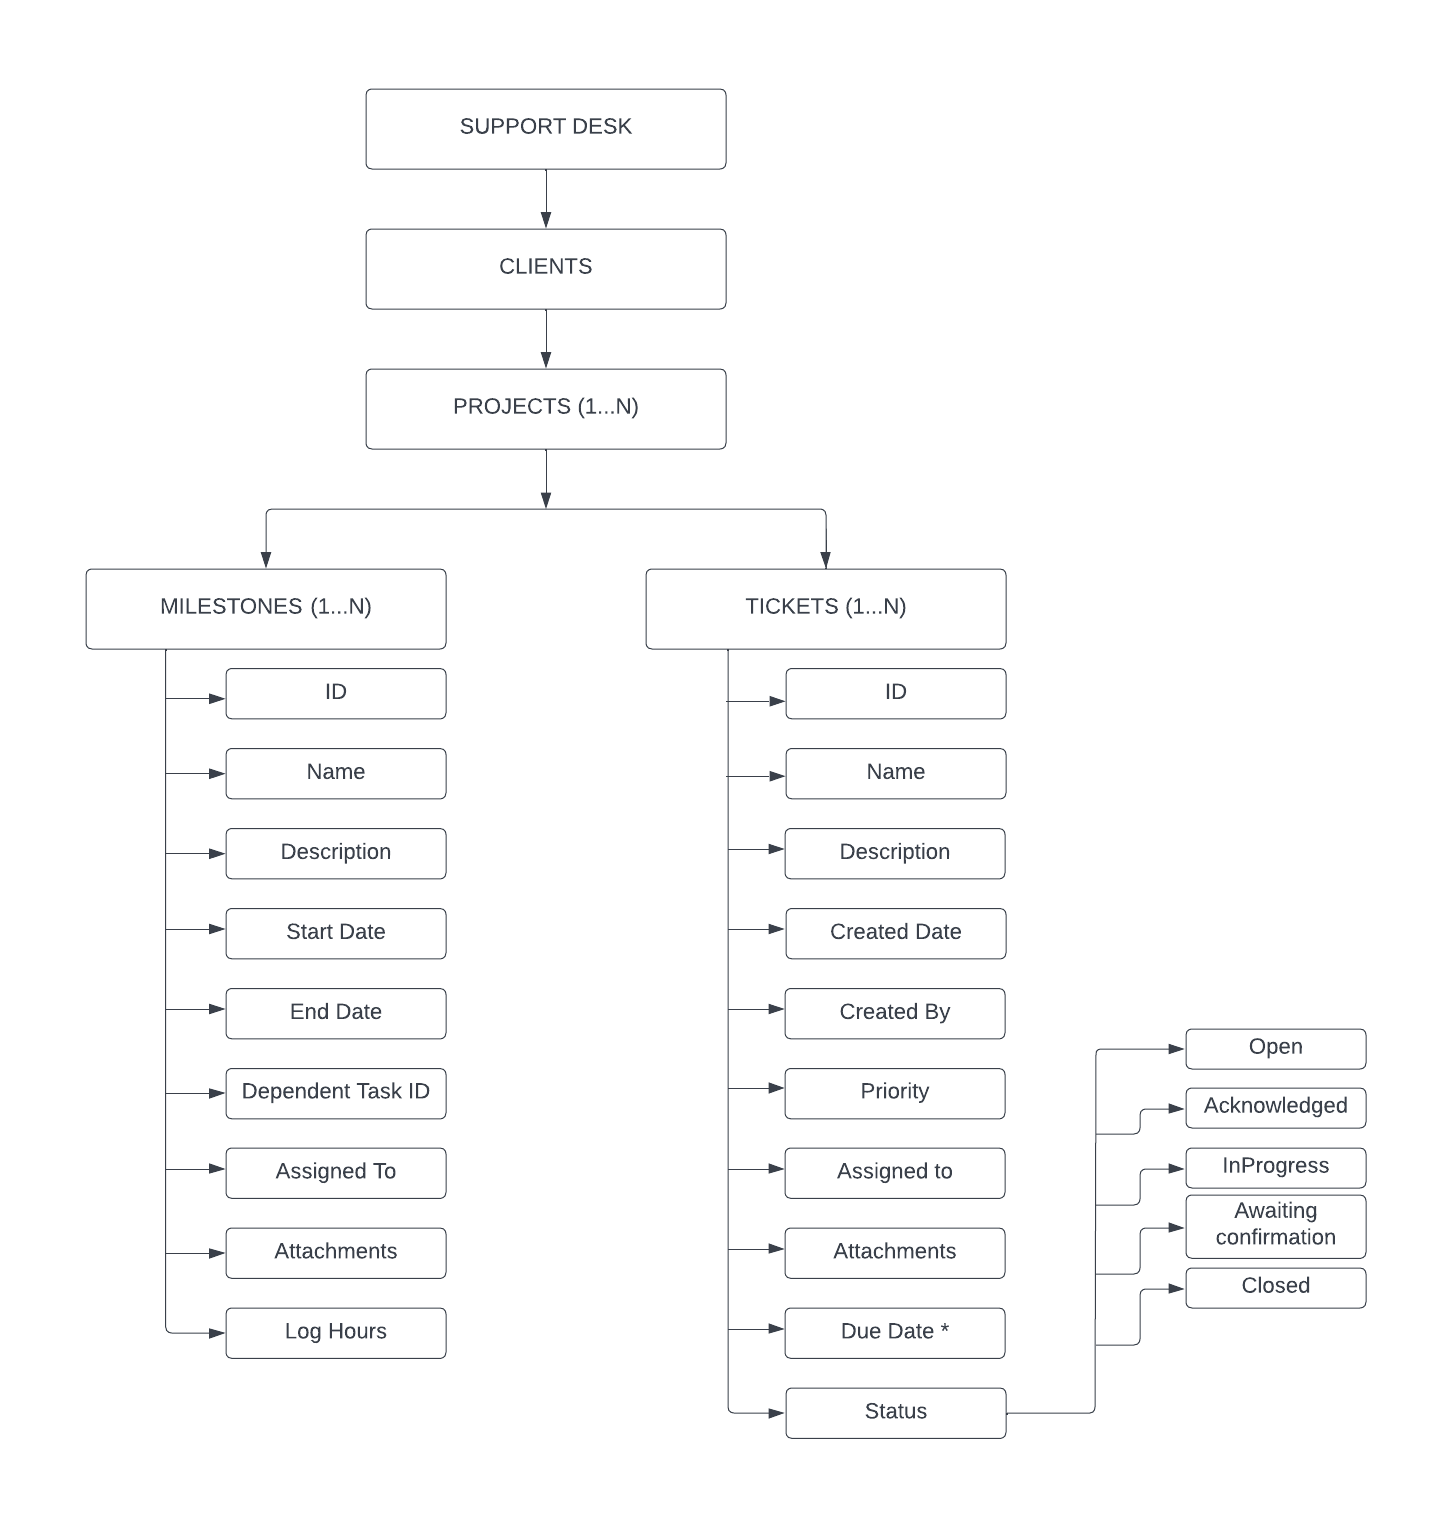 SUPPORT DESK
CLIENTS
PROJECTS (1...N)
MILESTONES (1...N)
ID
Name
Description
Start Date
End Date
Dependent Task ID
Assigned To
Attachments
Log Hours
TICKETS (1...N)
ID
Name
Description
Created Date
Created By
Priority
Assigned to
Attachments
Due Date *
Status
Open
Acknowledged
InProgress
Awaiting
confirmation
Closed